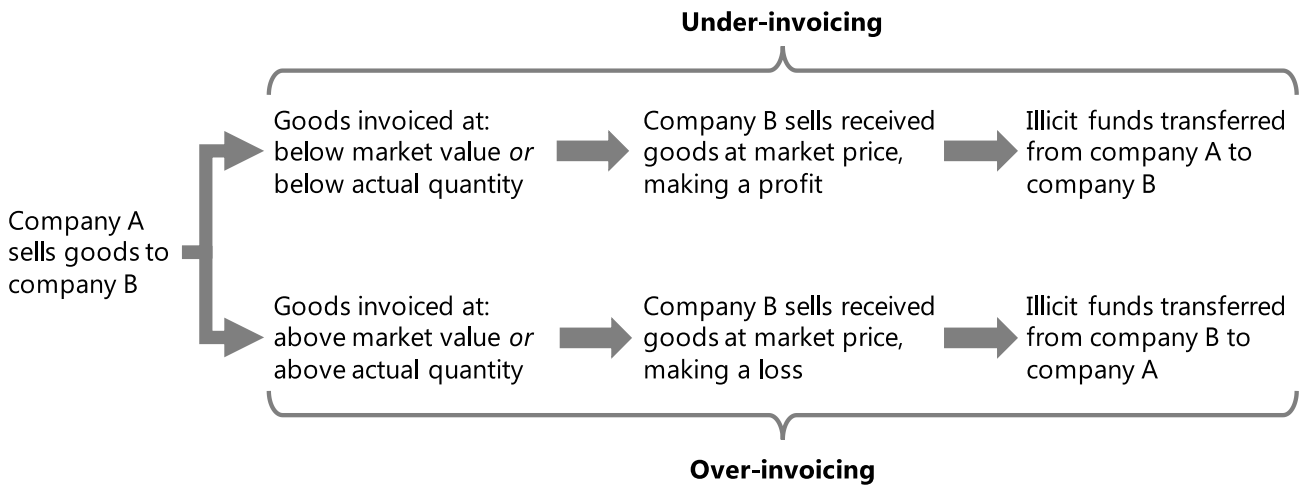 Under-invoicing
Goods invoiced at:
below market value or
below actual quantity
Company B sells received
goods at market price,
making a profit
Illicit funds transferred
from company A to
company B
Company A
sells goods to
company B
Goods invoiced at:
above market value or
above actual quantity
Company B sells received
goods at market price,
making a loss
Illicit funds transferred
from company B to
company A
Over-invoicing